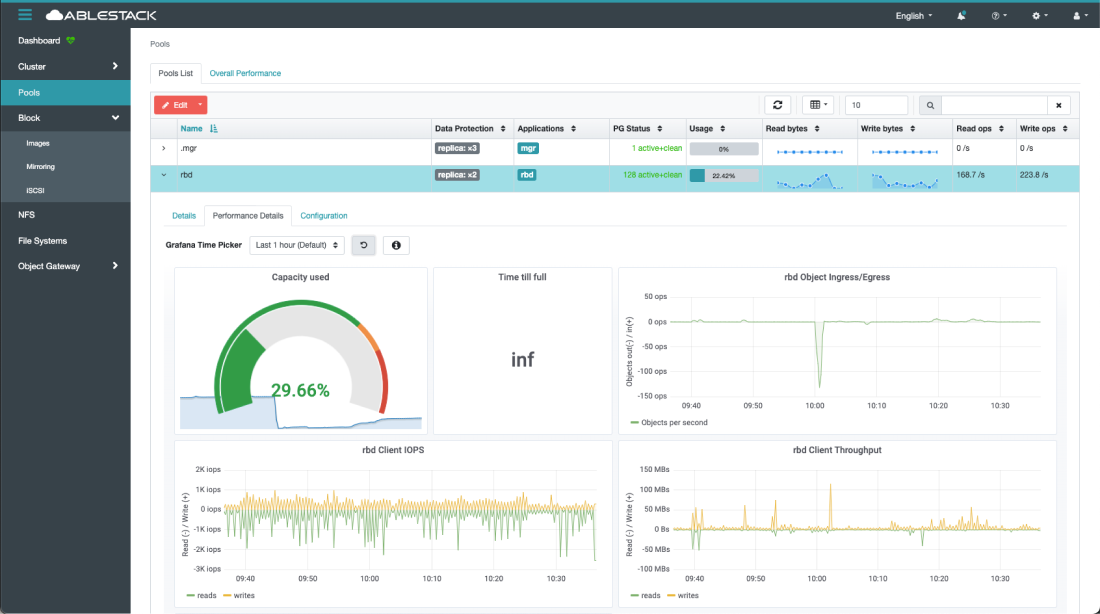 ABLESTACK
English
Dashboard
Cluster
Pools
Block
Images
Mirroring
iSCSI
NFS
File Systems
Object Gateway
Pools
Pools List Overall Performance
Edit 10
Name Data Protection Applications PG Status Usage Read bytes Write bytes Read ops Write ops
.mgr replica: ×3 mgr 1 active+clean 0% 0 /s 0 /s
rbd replica: ×2 rbd 128 active+clean 22.42% 168.7 /s 223.8 /s
Details Performance Details Configuration
Grafana Time Picker Last 1 hour (Default)
Capacity used
29.66%
Time till full
inf
rbd Object Ingress/Egress
Objects out(-) / in(+)
50 ops
0 ops
-50 ops
-100 ops
-150 ops
09:40 09:50 10:00 10:10 10:20 10:30
Objects per second
rbd Client IOPS
Read (-) / Write (+)
2K iops
1K iops
0 iops
-1K iops
-2K iops
-3K iops
09:40 09:50 10:00 10:10 10:20 10:30
reads writes
rbd Client Throughput
Read (-) / Write (+)
150 MBs
100 MBs
50 MBs
0 Bs
-50 MBs
-100 MBs
09:40 09:50 10:00 10:10 10:20 10:30
reads writes